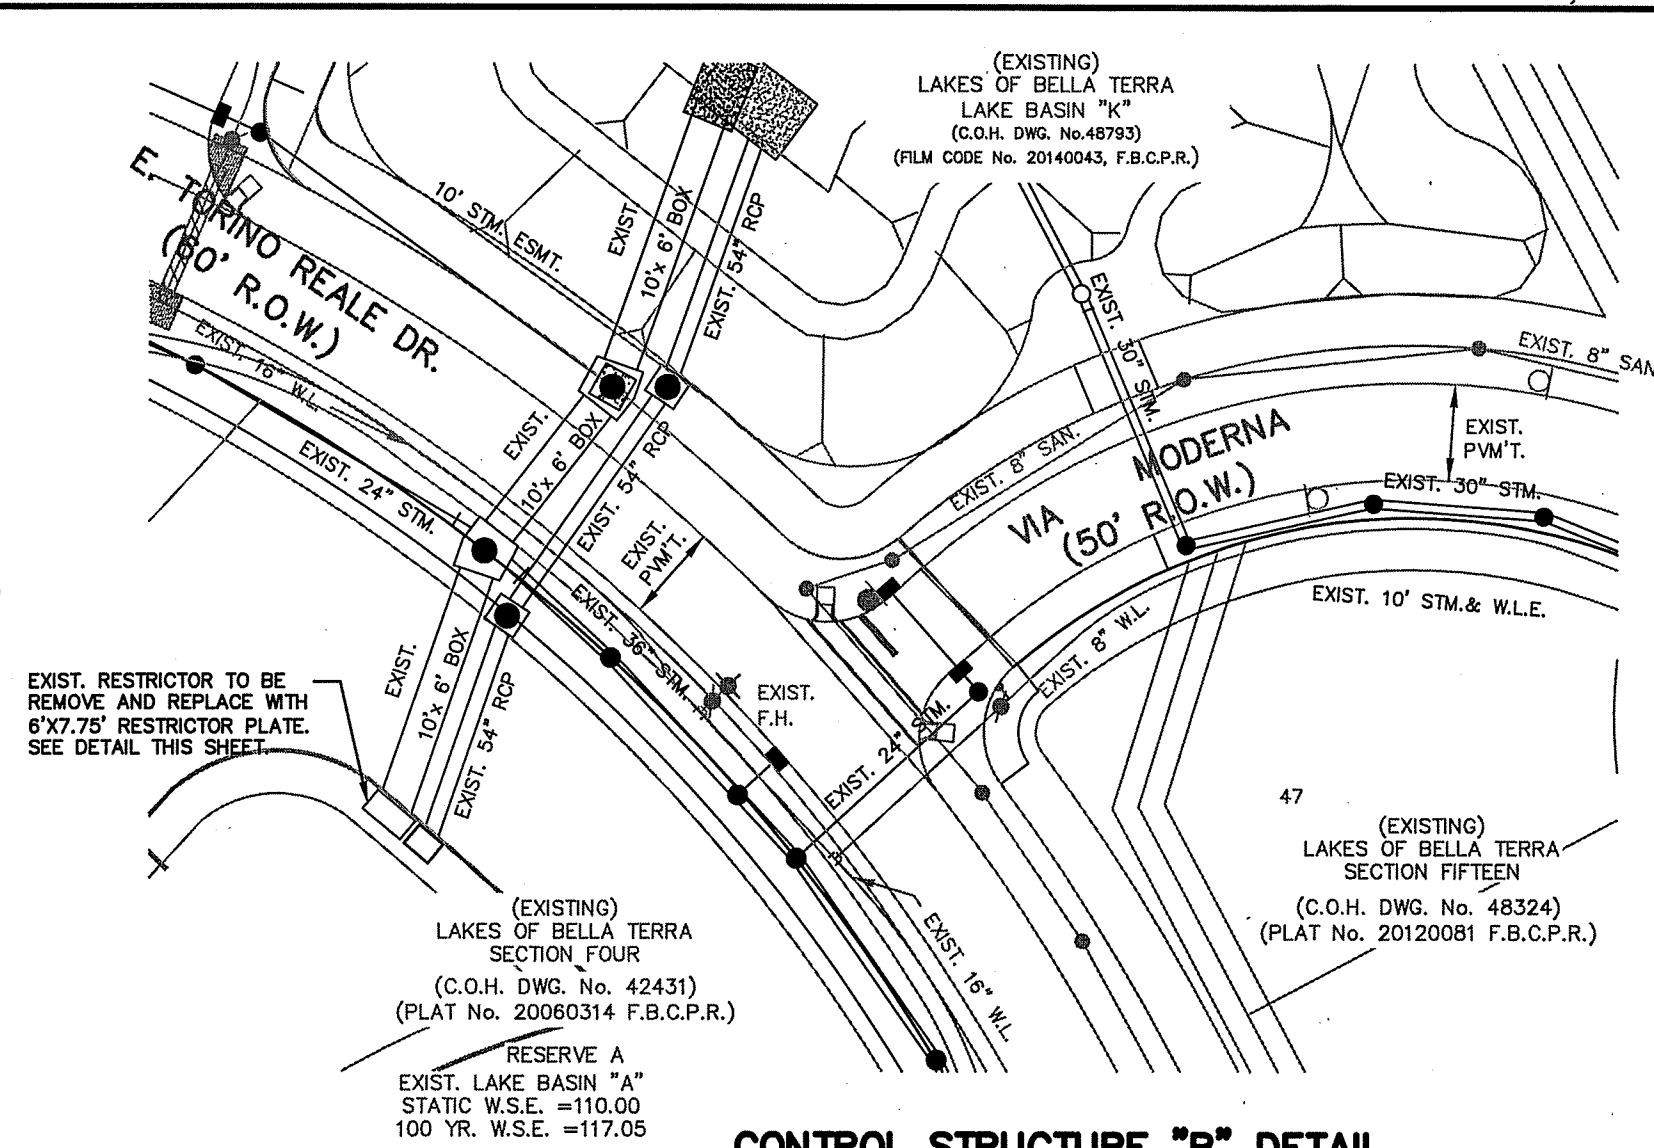 (EXISTING)
LAKES OF BELLA TERRA
LAKE BASIN "K"
(C.O.H. DWG. No.48793)
(FILM CODE No. 20140043, F.B.C.P.R.)
E. TORINO REALE DR.
(60' R.O.W.)
10' STM. ESMT.
EXIST.
10'x 6' BOX
EXIST. 54" RCP
EXIST. 30" STM.
EXIST. 8" SAN.
EXIST. 16" W.L.
EXIST. 24" STM.
EXIST.
10'x 6' BOX
EXIST. 54" RCP
EXIST.
PVM'T.
EXIST. 8" SAN.
VIA MODERNA
(50' R.O.W.)
EXIST.
PVM'T.
EXIST. 30" STM.
EXIST. 36" STM.
EXIST. 10' STM.& W.L.E.
EXIST. 8" W.L.
EXIST. RESTRICTOR TO BE
REMOVE AND REPLACE WITH
6'X7.75' RESTRICTOR PLATE.
SEE DETAIL THIS SHEET.
EXIST.
10'x 6' BOX
EXIST. 54" RCP
EXIST.
F.H.
EXIST. 24" STM.
47
(EXISTING)
LAKES OF BELLA TERRA
SECTION FIFTEEN
(C.O.H. DWG. No. 48324)
(PLAT No. 20120081 F.B.C.P.R.)
EXIST. 16" W.L.
(EXISTING)
LAKES OF BELLA TERRA
SECTION FOUR
(C.O.H. DWG. No. 42431)
(PLAT No. 20060314 F.B.C.P.R.)
RESERVE A
EXIST. LAKE BASIN "A"
STATIC W.S.E. =110.00
100 YR. W.S.E. =117.05
CONTROL STRUCTURE "B" DETAIL